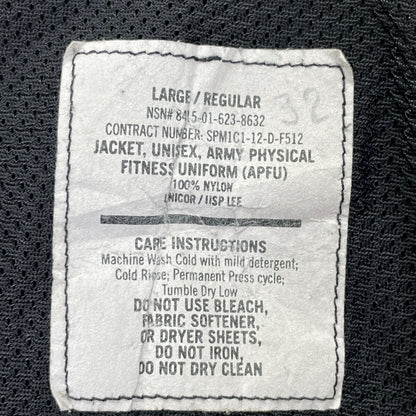 LARGE / REGULAR
32
NSN# 8415-01-623-8632
CONTRACT NUMBER: SPM1C1-12-D-F512
JACKET, UNISEX, ARMY PHYSICAL
FITNESS UNIFORM (APFU)
100% NYLON
UNICOR / USP LEE
CARE INSTRUCTIONS
Machine Wash Cold with mild detergent;
Cold Rinse; Permanent Press cycle;
Tumble Dry Low
DO NOT USE BLEACH,
FABRIC SOFTENER,
OR DRYER SHEETS,
DO NOT IRON,
DO NOT DRY CLEAN